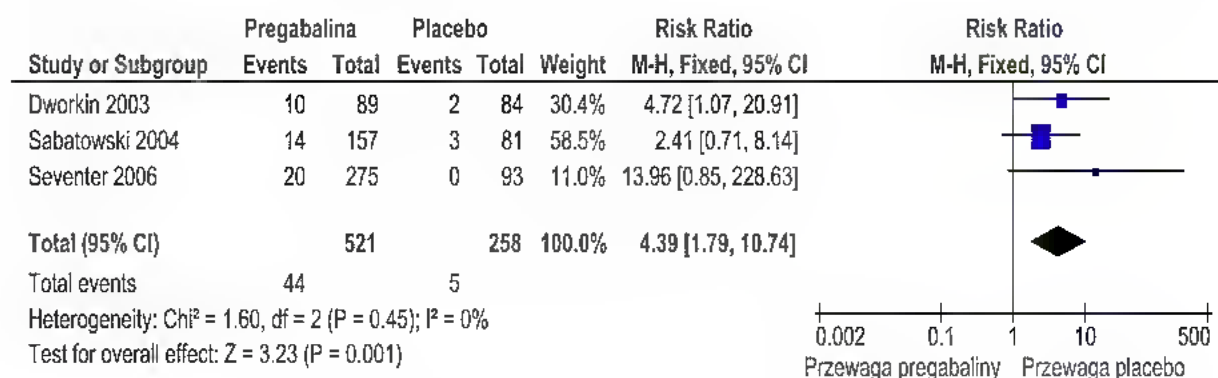 Pregabalina Placebo Risk Ratio Risk Ratio
Study or Subgroup Events Total Events Total Weight M-H, Fixed, 95% CI M-H, Fixed, 95% CI
Dworkin 2003 10 89 2 84 30.4% 4.72 [1.07, 20.91]
Sabatowski 2004 14 157 3 81 58.5% 2.41 [0.71, 8.14]
Seventer 2006 20 275 0 93 11.0% 13.96 [0.85, 228.63]
Total (95% CI) 521 258 100.0% 4.39 [1.79, 10.74]
Total events 44 5
Heterogeneity: Chi² = 1.60, df = 2 (P = 0.45); I² = 0%
Test for overall effect: Z = 3.23 (P = 0.001)
0.002 0.1 1 10 500
Przewaga pregabaliny Przewaga placebo